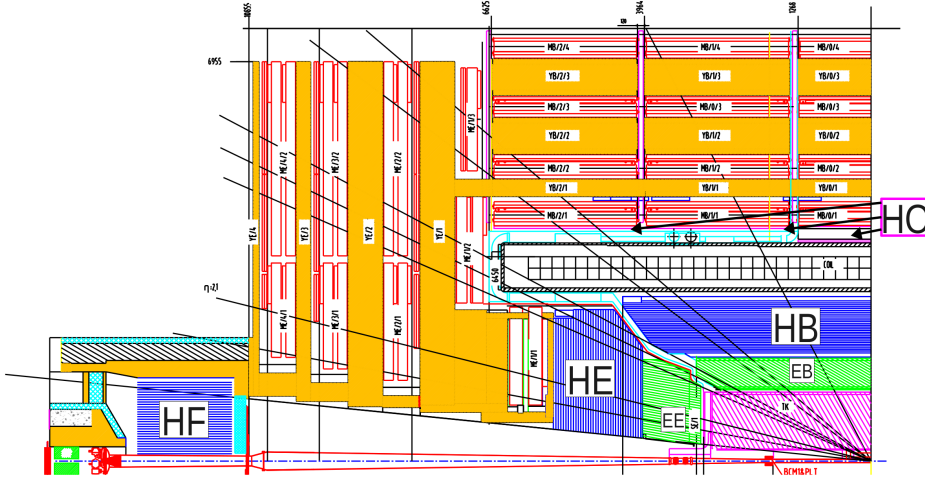 10855
6625
3964
1268
120
6955
MB/2/4
MB/1/4
MB/0/4
YB/2/3
YB/1/3
YB/0/3
MB/2/3
MB/0/3
MB/0/3
YB/2/2
YB/1/2
YB/0/2
MB/2/2
MB/1/2
MB/0/2
YB/2/1
YB/1/1
YB/0/1
MB/2/1
MB/1/1
MB/0/1
HO
ME/1/3
ME/4/2
ME/3/2
ME/2/2
YE/4
YE/3
YE/2
YE/1
ME/1/2
6450
COIL
ME/4/1
ME/3/1
ME/2/1
ME/1/1
HB
HE
EB
HF
EE
SE/1
TK
BCM1&PLT